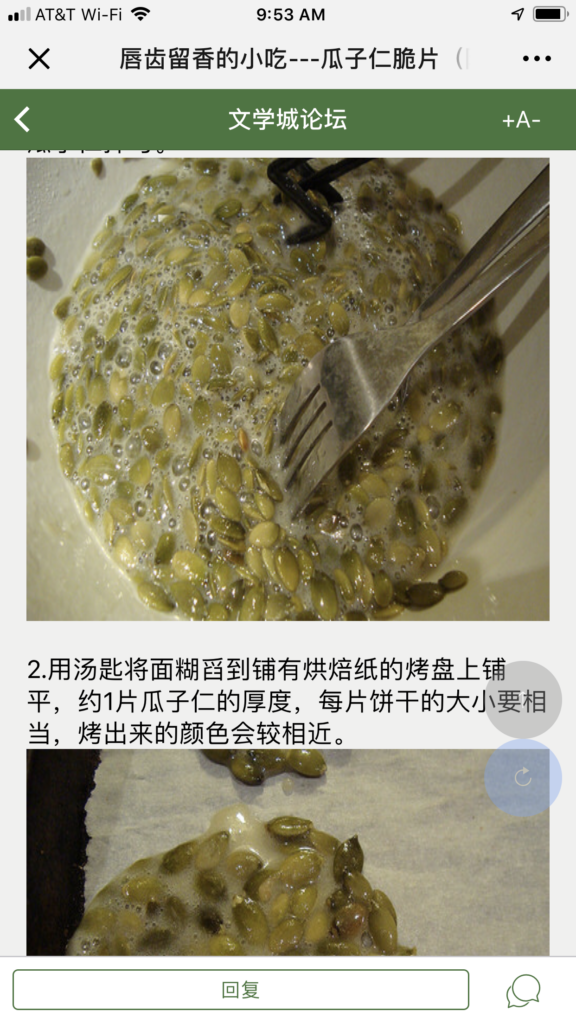 AT&T Wi-Fi
9:53 AM
唇齿留香的小吃---瓜子仁脆片（
文学城论坛
+A-
2.用汤匙将面糊舀到铺有烘焙纸的烤盘上铺
平，约1片瓜子仁的厚度，每片饼干的大小要相
当，烤出来的颜色会较相近。
回复